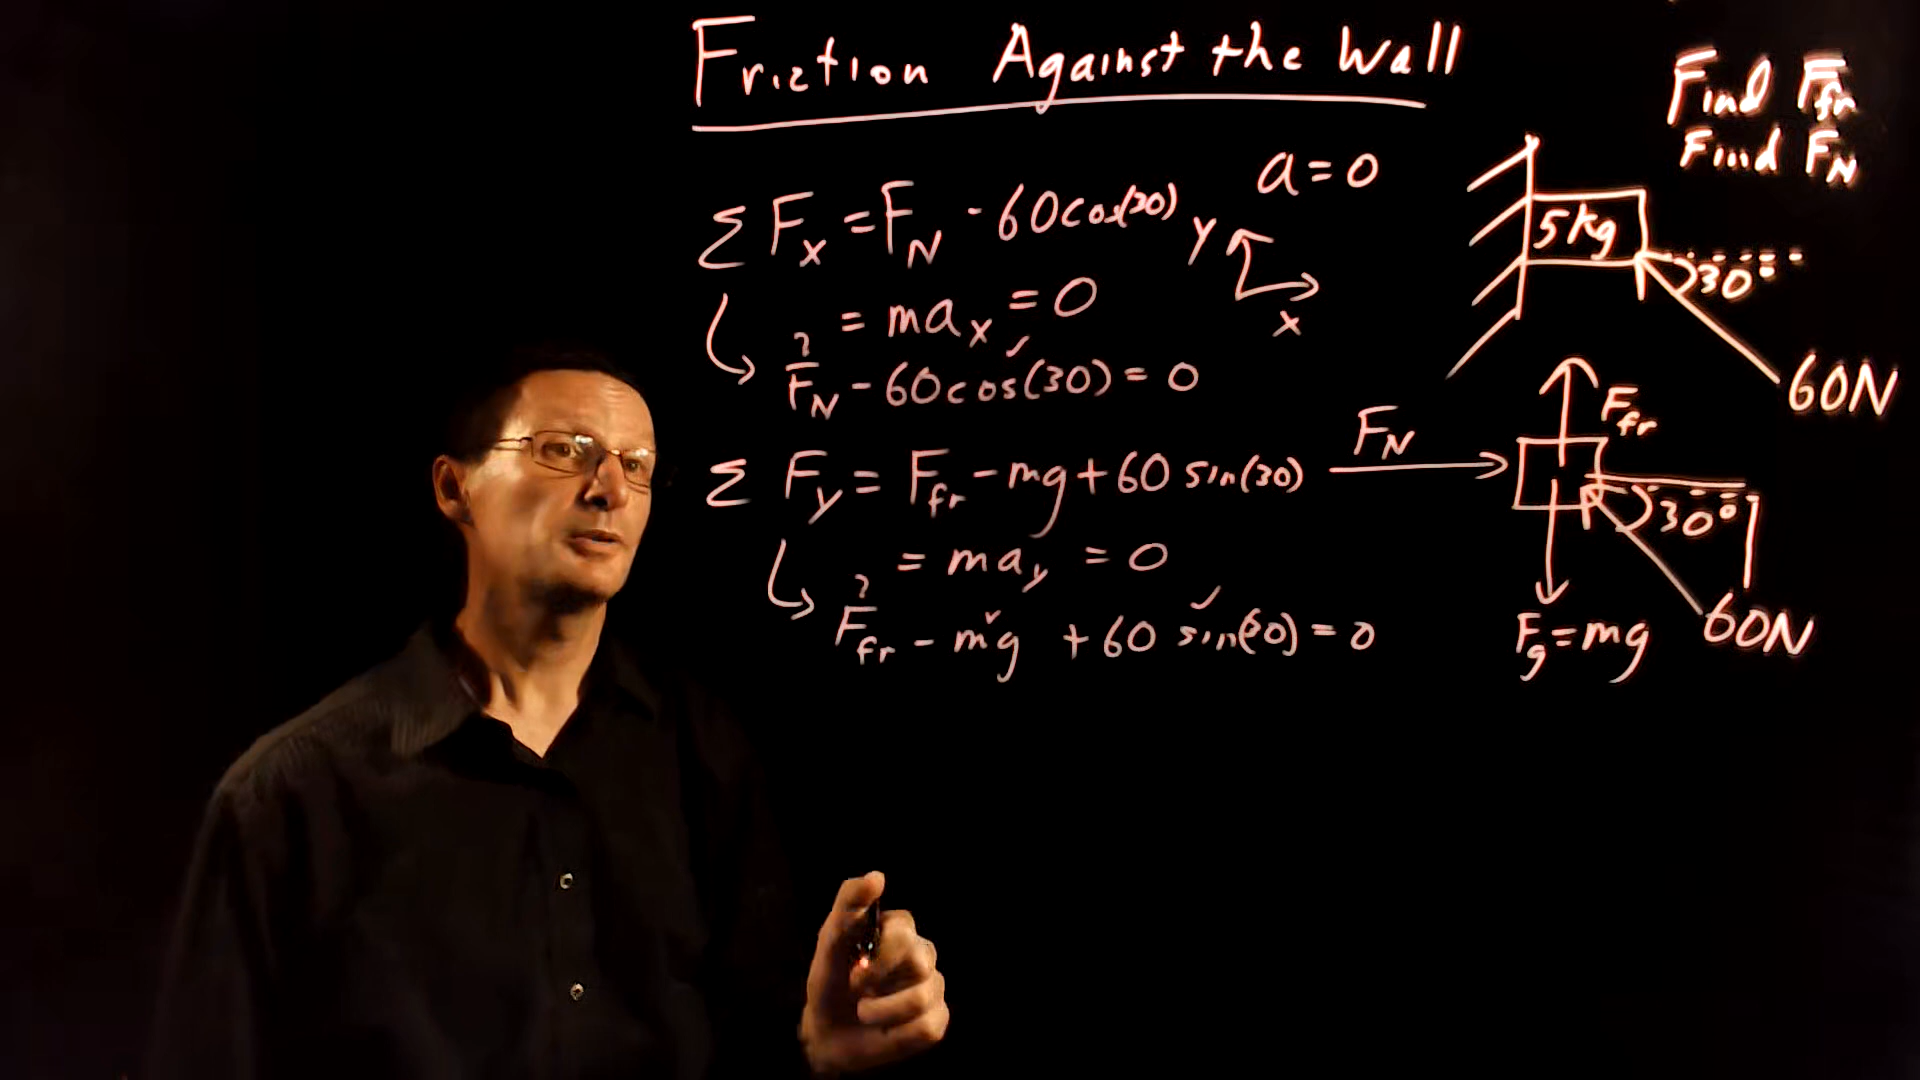 Friction Against the Wall
Find Ffr
Find FN
a = 0
Σ Fx = FN - 60cos(30)
y
x
= max = 0
?
FN - 60cos(30) = 0
Σ Fy = Ffr - mg + 60 sin(30)
= may = 0
?
Ffr - mg + 60 sin(30) = 0
5kg
30°
60N
Ffr
FN
30°
60N
Fg = mg